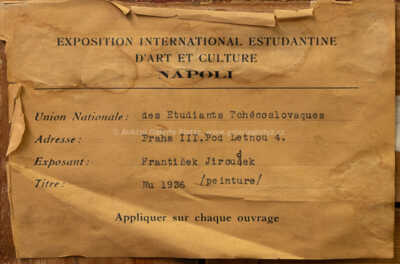 EXPOSITION INTERNATIONAL ESTUDANTINE
D'ART ET CULTURE
NAPOLI
Union Nationale: des Etudiants Tchécoslovaques
Adresse: Praha III. Pod Letnou 4.
Exposant: František Jiroušek
Titre: Nu 1936 /peinture/
Appliquer sur chaque ouvrage